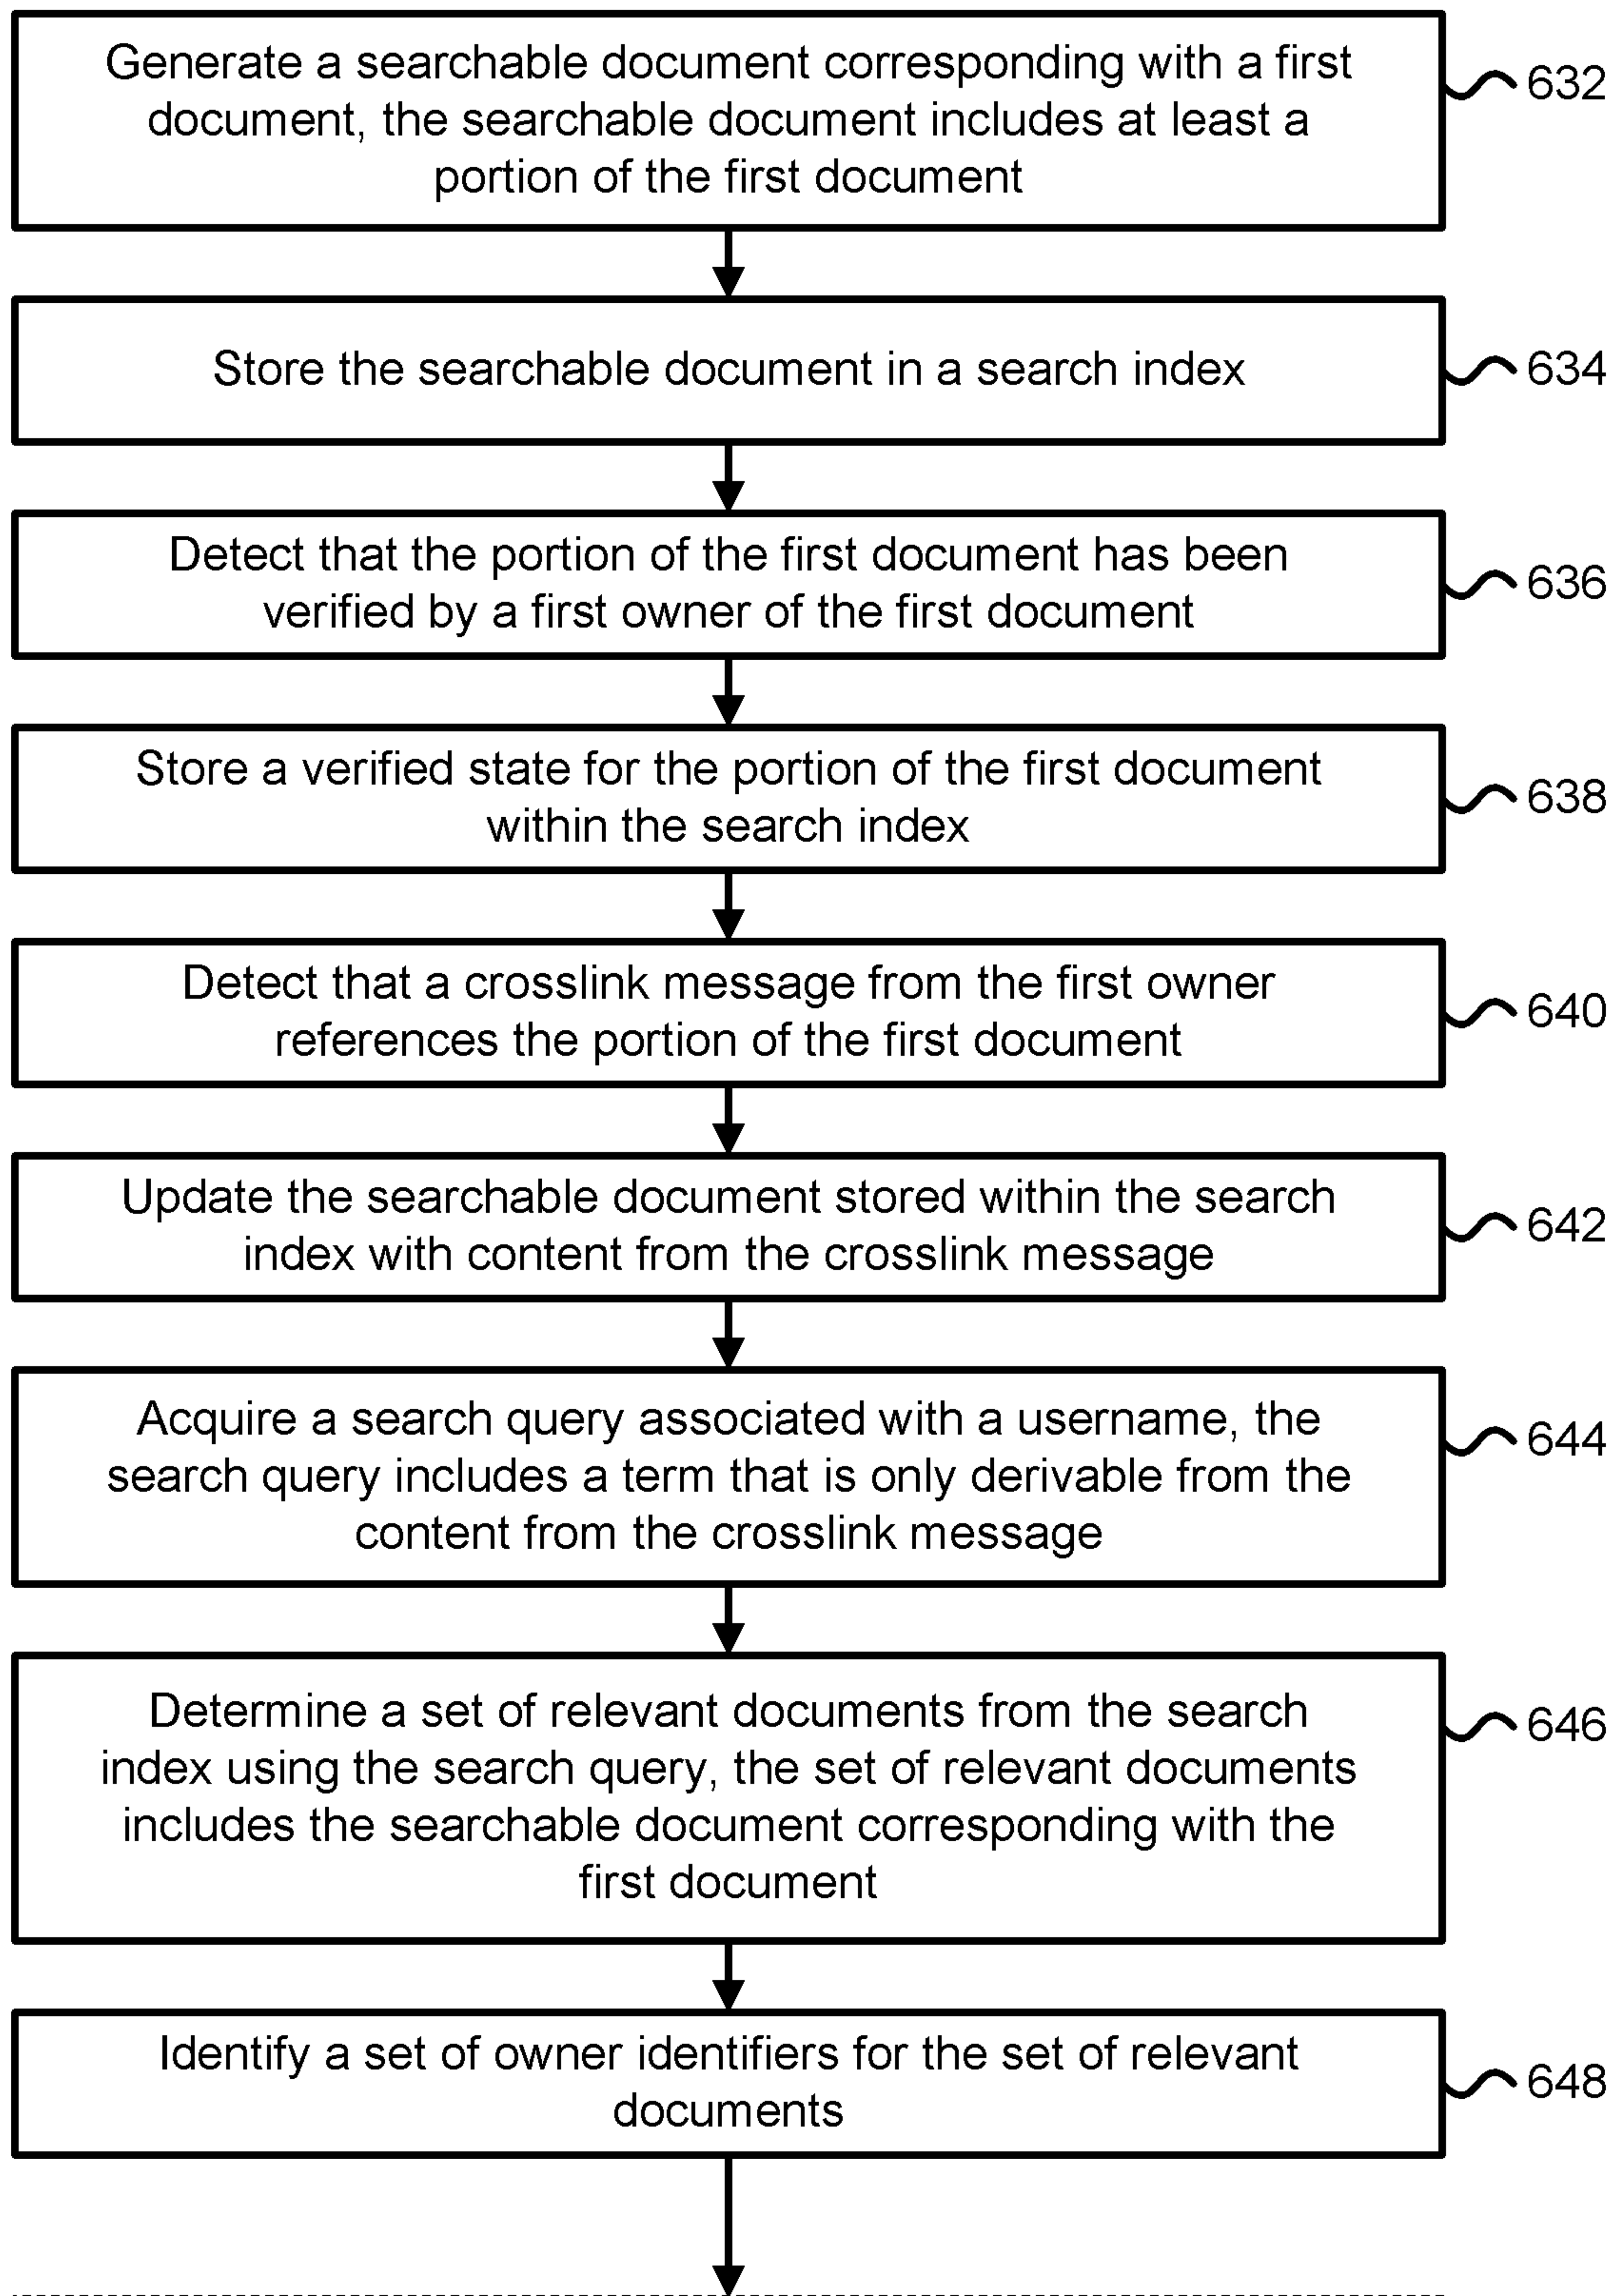 Generate a searchable document corresponding with a first
document, the searchable document includes at least a
portion of the first document
632
Store the searchable document in a search index
634
Detect that the portion of the first document has been
verified by a first owner of the first document
636
Store a verified state for the portion of the first document
within the search index
638
Detect that a crosslink message from the first owner
references the portion of the first document
640
Update the searchable document stored within the search
index with content from the crosslink message
642
Acquire a search query associated with a username, the
search query includes a term that is only derivable from the
content from the crosslink message
644
Determine a set of relevant documents from the search
index using the search query, the set of relevant documents
includes the searchable document corresponding with the
first document
646
Identify a set of owner identifiers for the set of relevant
documents
648